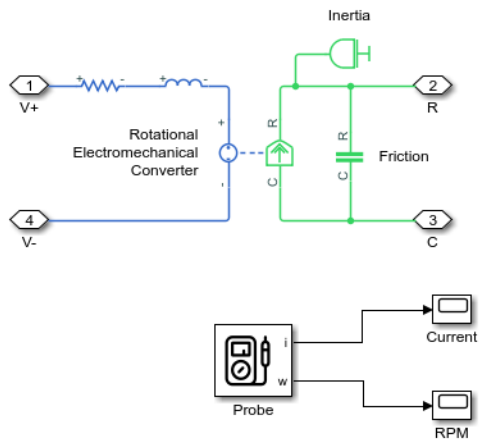 Inertia
+ - + -
1
V+
2
R
+
R
R
Rotational
Electromechanical
Converter
Friction
-
C
C
4
V-
3
C
i
w
Probe
Current
RPM